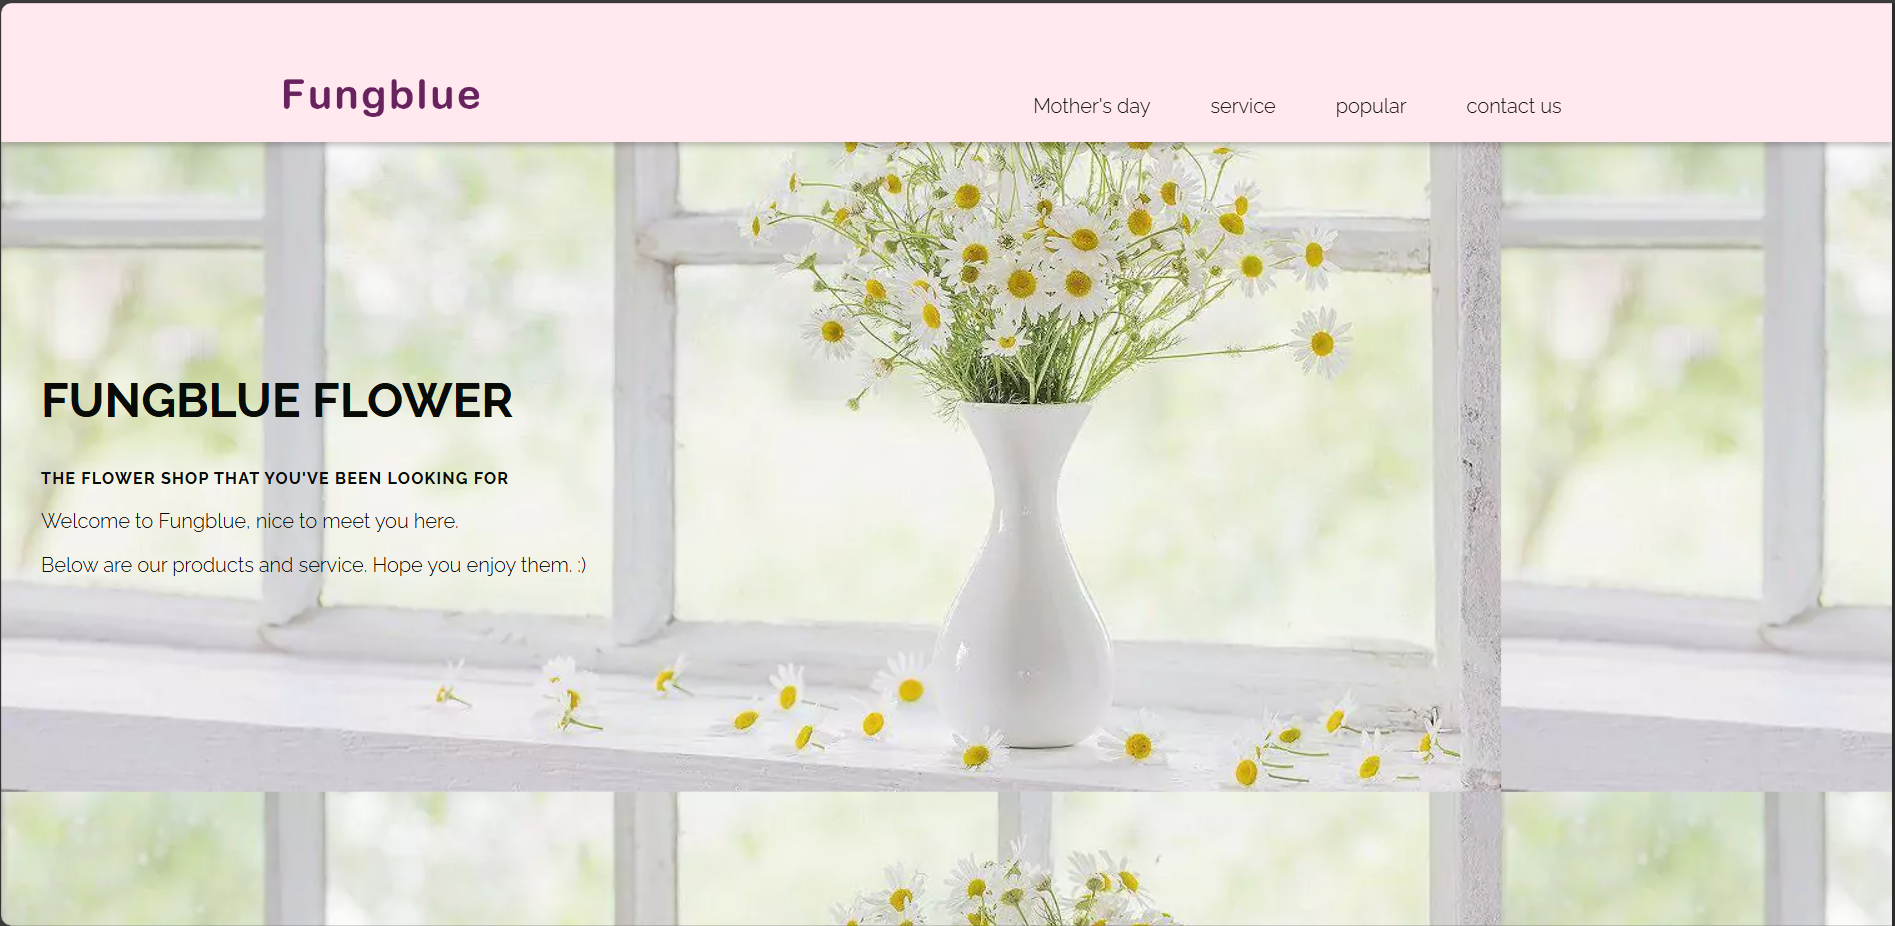 Fungblue
Mother's day
service
popular
contact us
FUNGBLUE FLOWER
THE FLOWER SHOP THAT YOU'VE BEEN LOOKING FOR
Welcome to Fungblue, nice to meet you here.
Below are our products and service. Hope you enjoy them. :)